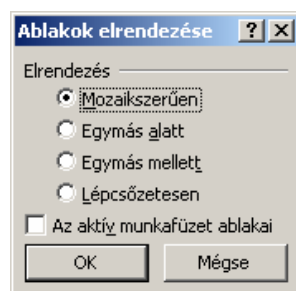 Ablakok elrendezése
Elrendezés
Mozaikszerűen
Egymás alatt
Egymás mellett
Lépcsőzetesen
Az aktív munkafüzet ablakai
OK Mégse